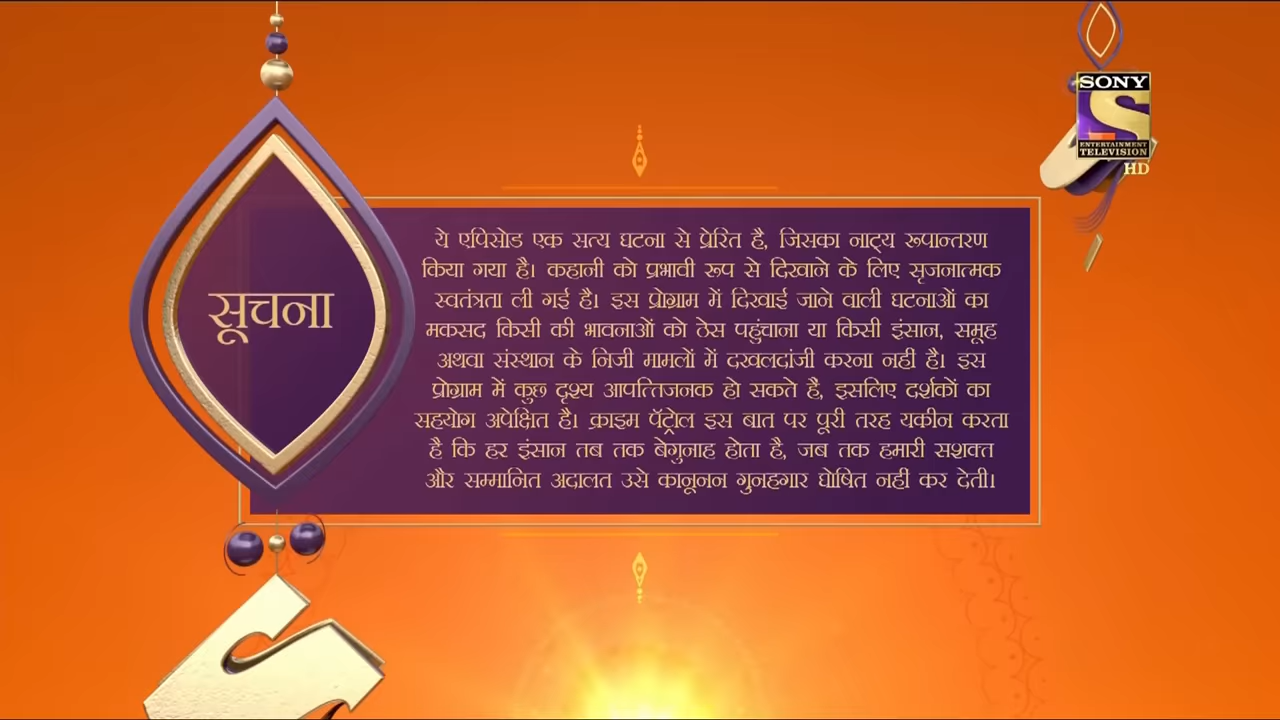 सूचना
ये एपिसोड एक सत्य घटना से प्रेरित है, जिसका नाट्य रूपान्तरण
किया गया है। कहानी को प्रभावी रूप से दिखाने के लिए सृजनात्मक
स्वतंत्रता ली गई है। इस प्रोग्राम में दिखाई जाने वाली घटनाओं का
मकसद किसी की भावनाओं को ठेस पहुंचाना या किसी इंसान, समूह
अथवा संस्थान के निजी मामलों में दखलदांजी करना नहीं है। इस
प्रोग्राम में कुछ दृश्य आपत्तिजनक हो सकते हैं, इसलिए दर्शकों का
सहयोग अपेक्षित है। क्राइम पॅट्रोल इस बात पर पूरी तरह यकीन करता
है कि हर इंसान तब तक बेगुनाह होता है, जब तक हमारी सशक्त
और सम्मानित अदालत उसे कानूनन गुनहगार घोषित नहीं कर देती।
SONY
ENTERTAINMENT
TELEVISION
HD